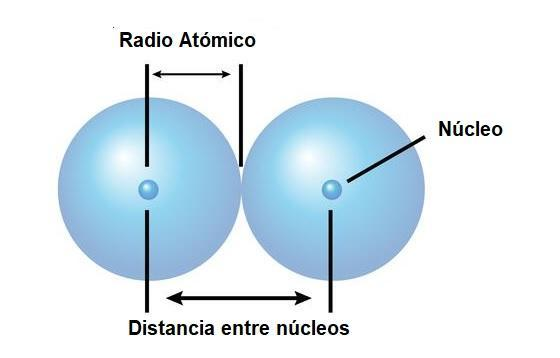 Radio Atómico
Núcleo
Distancia entre núcleos